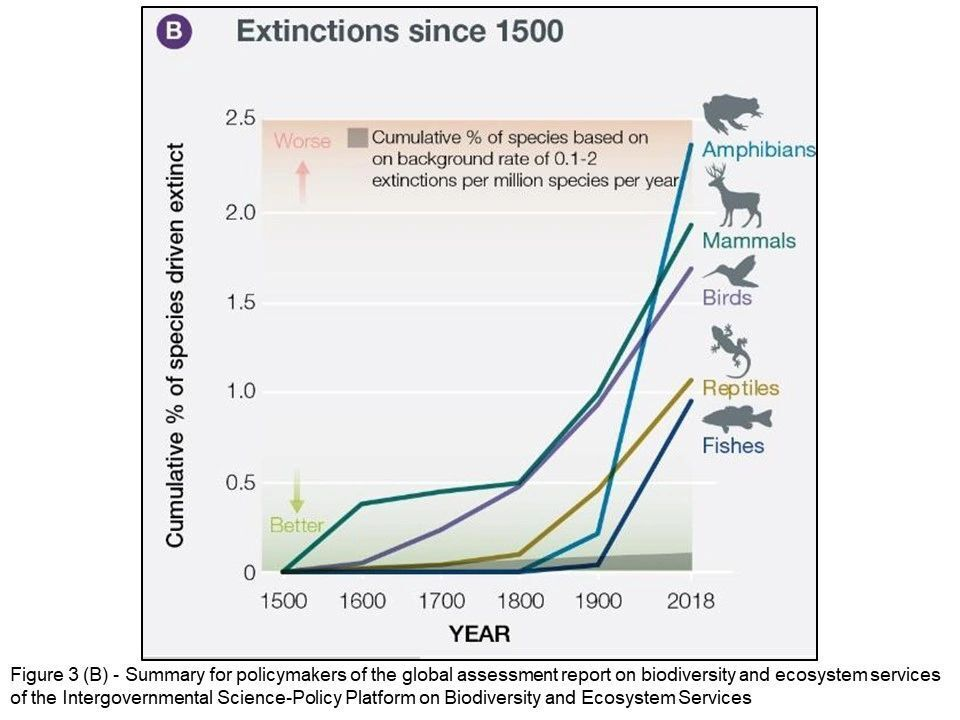 B Extinctions since 1500
Cumulative % of species driven extinct
2.5
2.0
1.5
1.0
0.5
0
Worse
Cumulative % of species based on
on background rate of 0.1-2
extinctions per million species per year
Better
Amphibians
Mammals
Birds
Reptiles
Fishes
1500 1600 1700 1800 1900 2018
YEAR
Figure 3 (B) - Summary for policymakers of the global assessment report on biodiversity and ecosystem services
of the Intergovernmental Science-Policy Platform on Biodiversity and Ecosystem Services